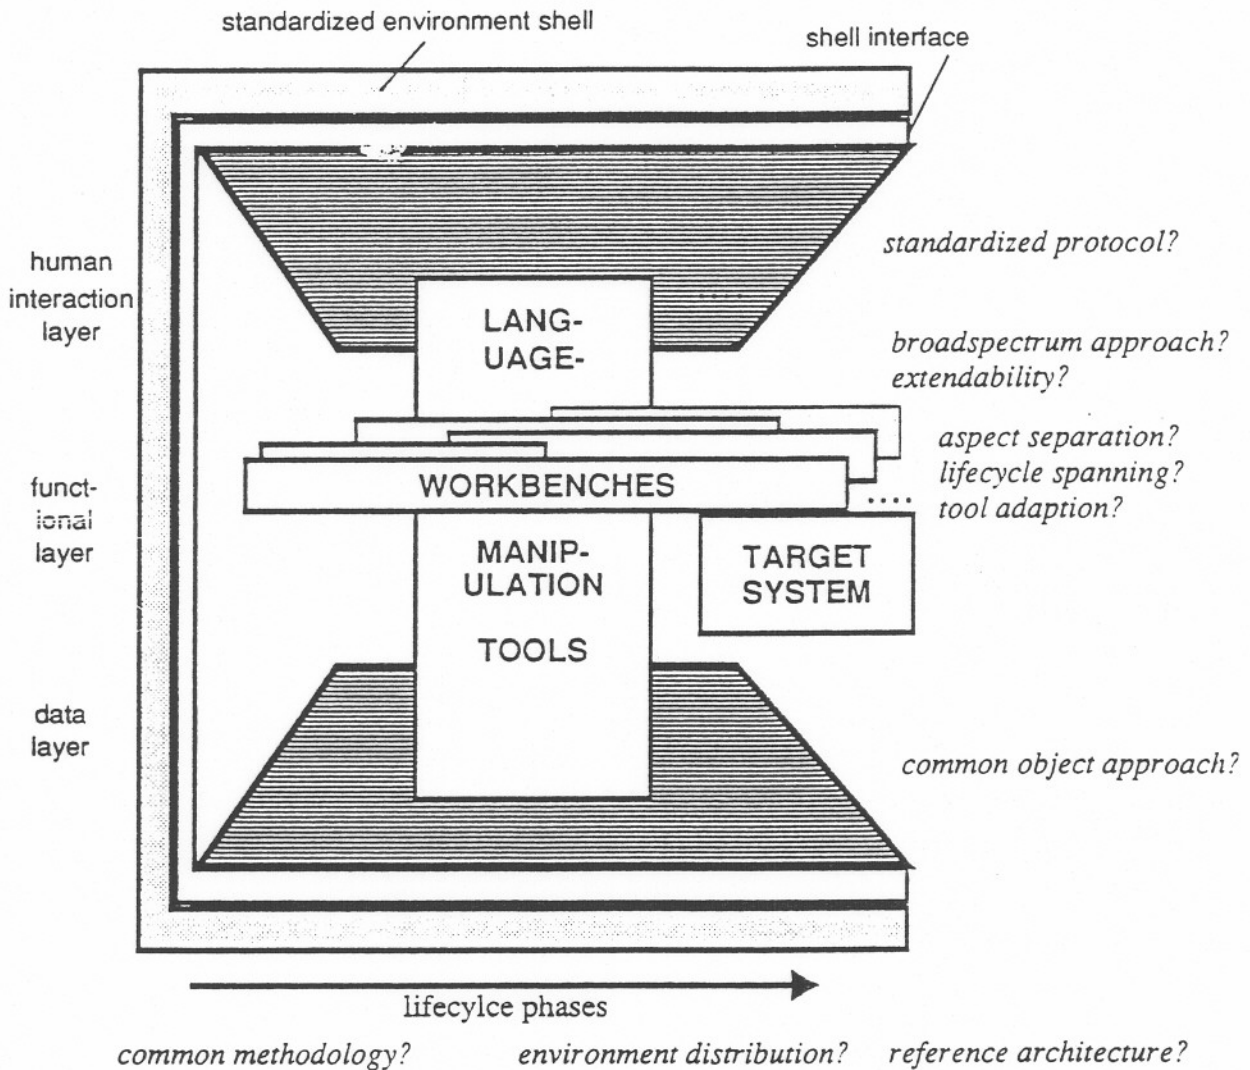 standardized environment shell
shell interface
human
interaction
layer
standardized protocol?
LANG-
UAGE-
broadspectrum approach?
extendability?
aspect separation?
lifecycle spanning?
tool adaption?
funct-
ional
layer
WORKBENCHES
....
MANIP-
ULATION
TOOLS
TARGET
SYSTEM
data
layer
common object approach?
lifecylce phases
common methodology?
environment distribution?
reference architecture?